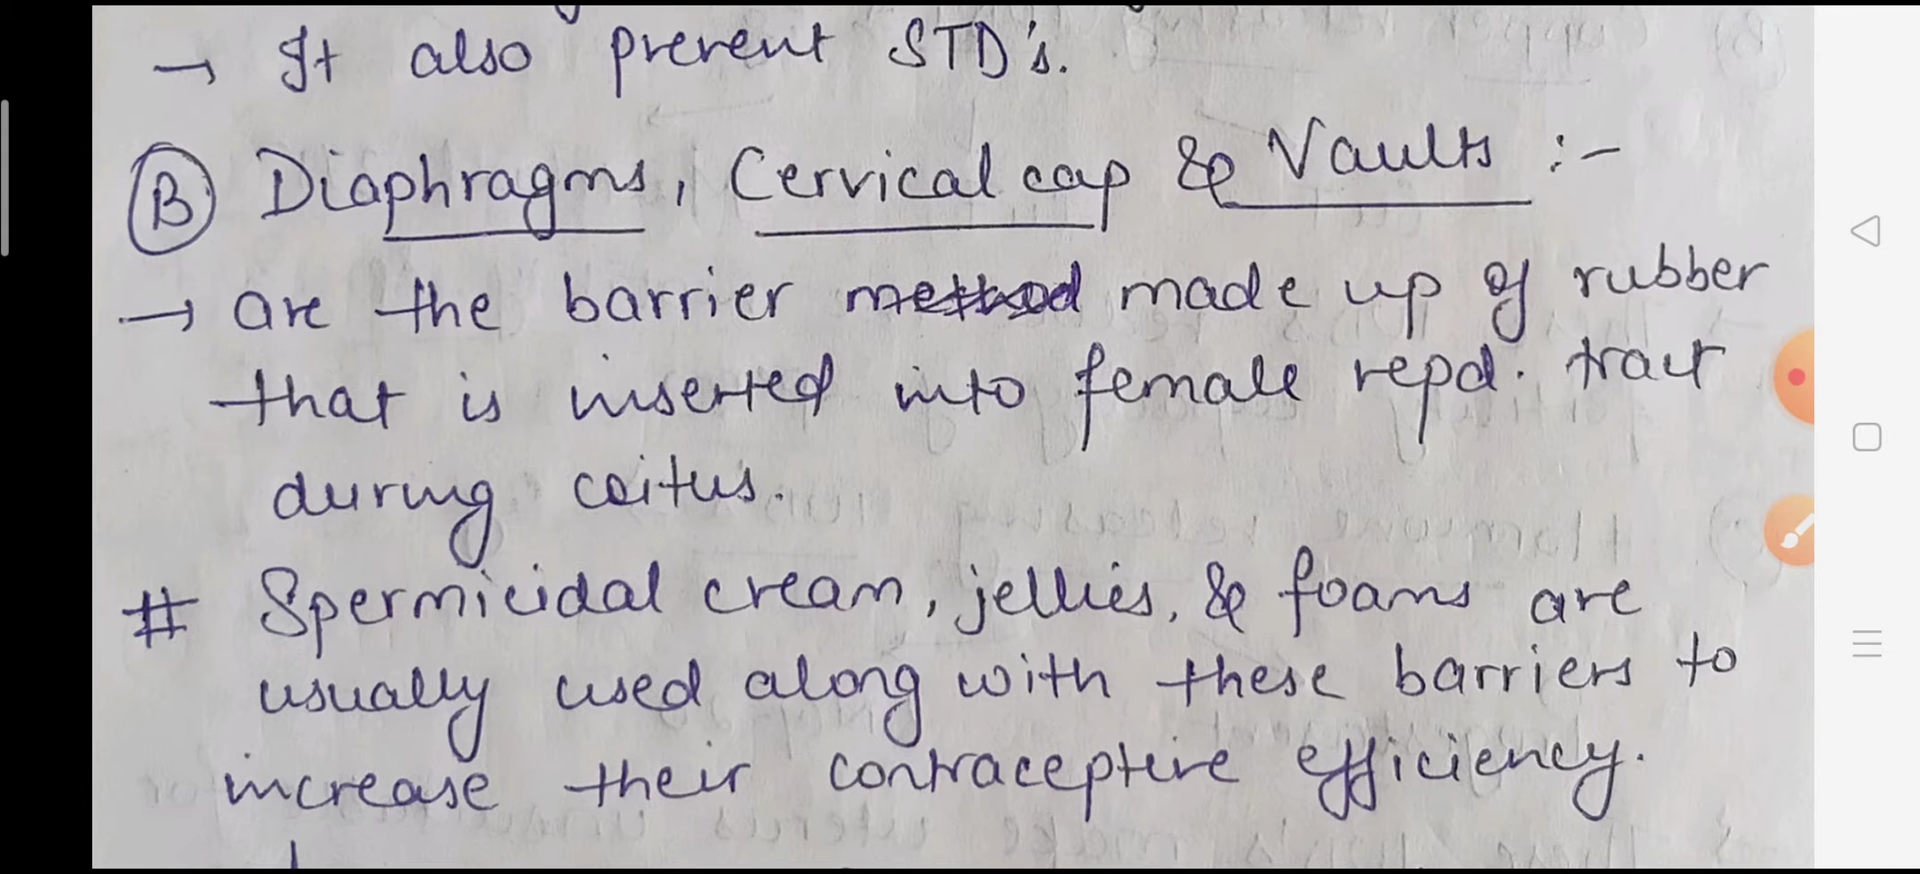 → It also prevent STD's.
Ⓑ Diaphragms, Cervical cap & Vaults :-
→ are the barrier method made up of rubber
that is inserted into female repd. tract
during coitus.
# Spermicidal cream, jellies, & foams are
usually used along with these barriers to
increase their contraceptive efficiency.